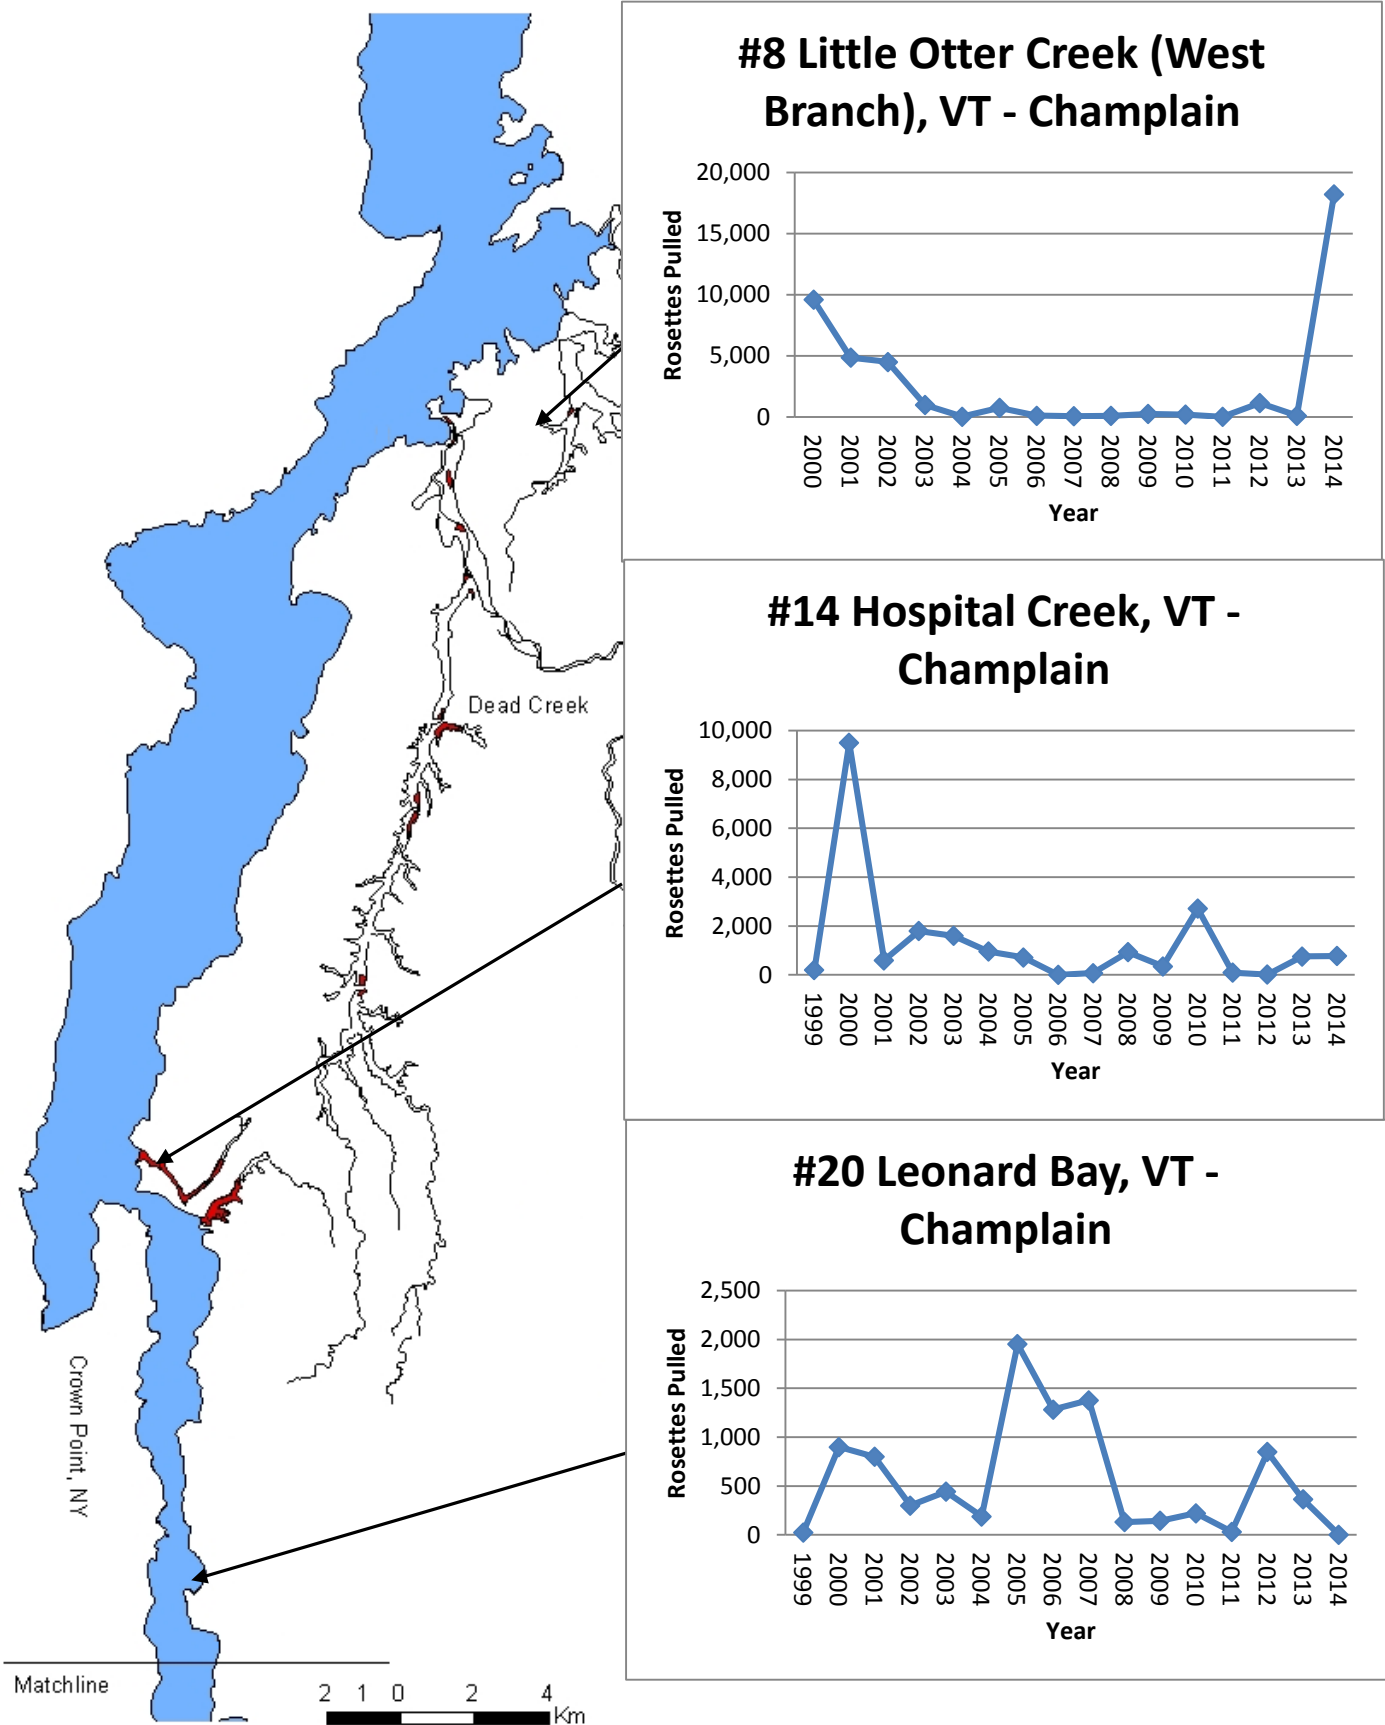 #8 Little Otter Creek (West
Branch), VT - Champlain
Rosettes Pulled
20,000
15,000
10,000
5,000
0
2000 2001 2002 2003 2004 2005 2006 2007 2008 2009 2010 2011 2012 2013 2014
Year
#14 Hospital Creek, VT -
Champlain
Rosettes Pulled
10,000
8,000
6,000
4,000
2,000
0
1999 2000 2001 2002 2003 2004 2005 2006 2007 2008 2009 2010 2011 2012 2013 2014
Year
#20 Leonard Bay, VT -
Champlain
Rosettes Pulled
2,500
2,000
1,500
1,000
500
0
1999 2000 2001 2002 2003 2004 2005 2006 2007 2008 2009 2010 2011 2012 2013 2014
Year
Dead Creek
Crown Point, NY
Matchline
2 1 0 2 4
Km